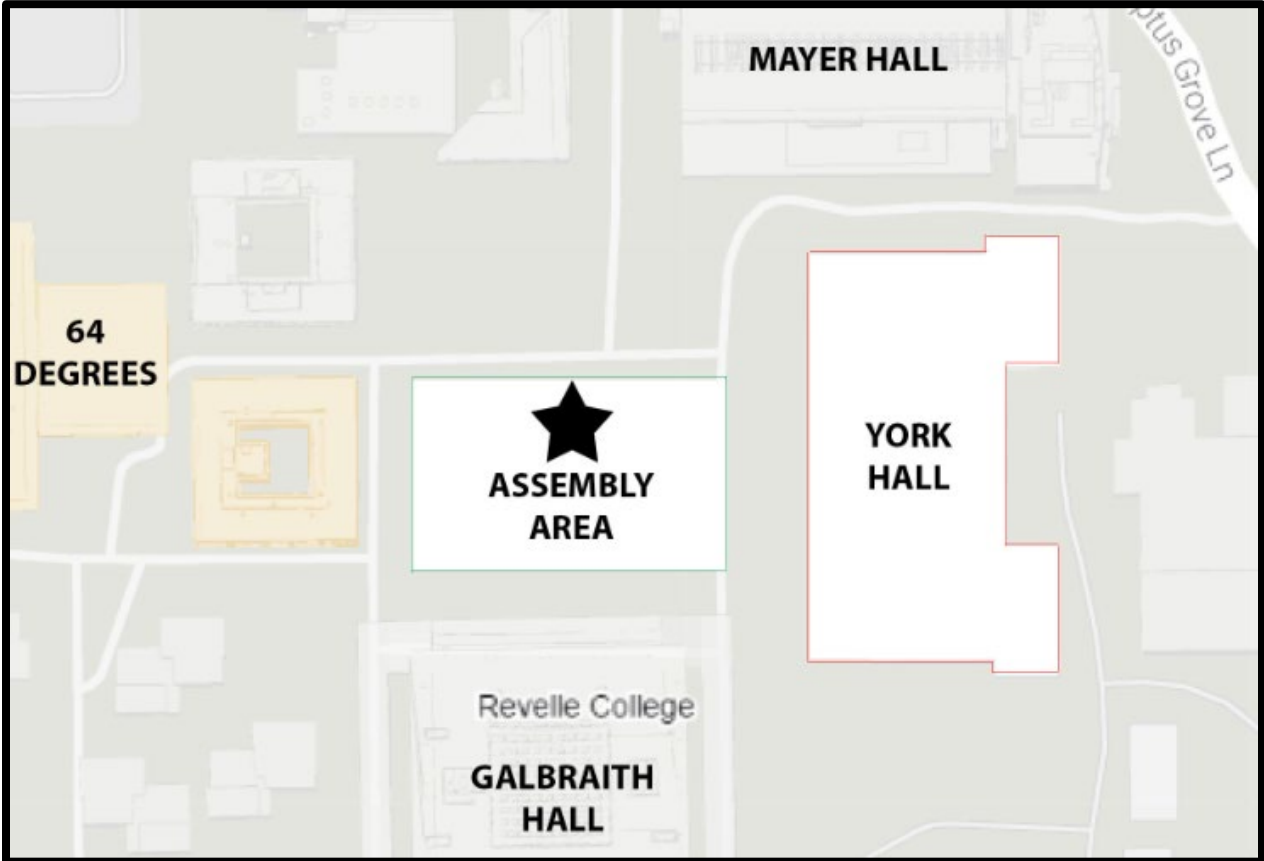 MAYER HALL
ptus Grove Ln
64
DEGREES
YORK
HALL
ASSEMBLY
AREA
Revelle College
GALBRAITH
HALL